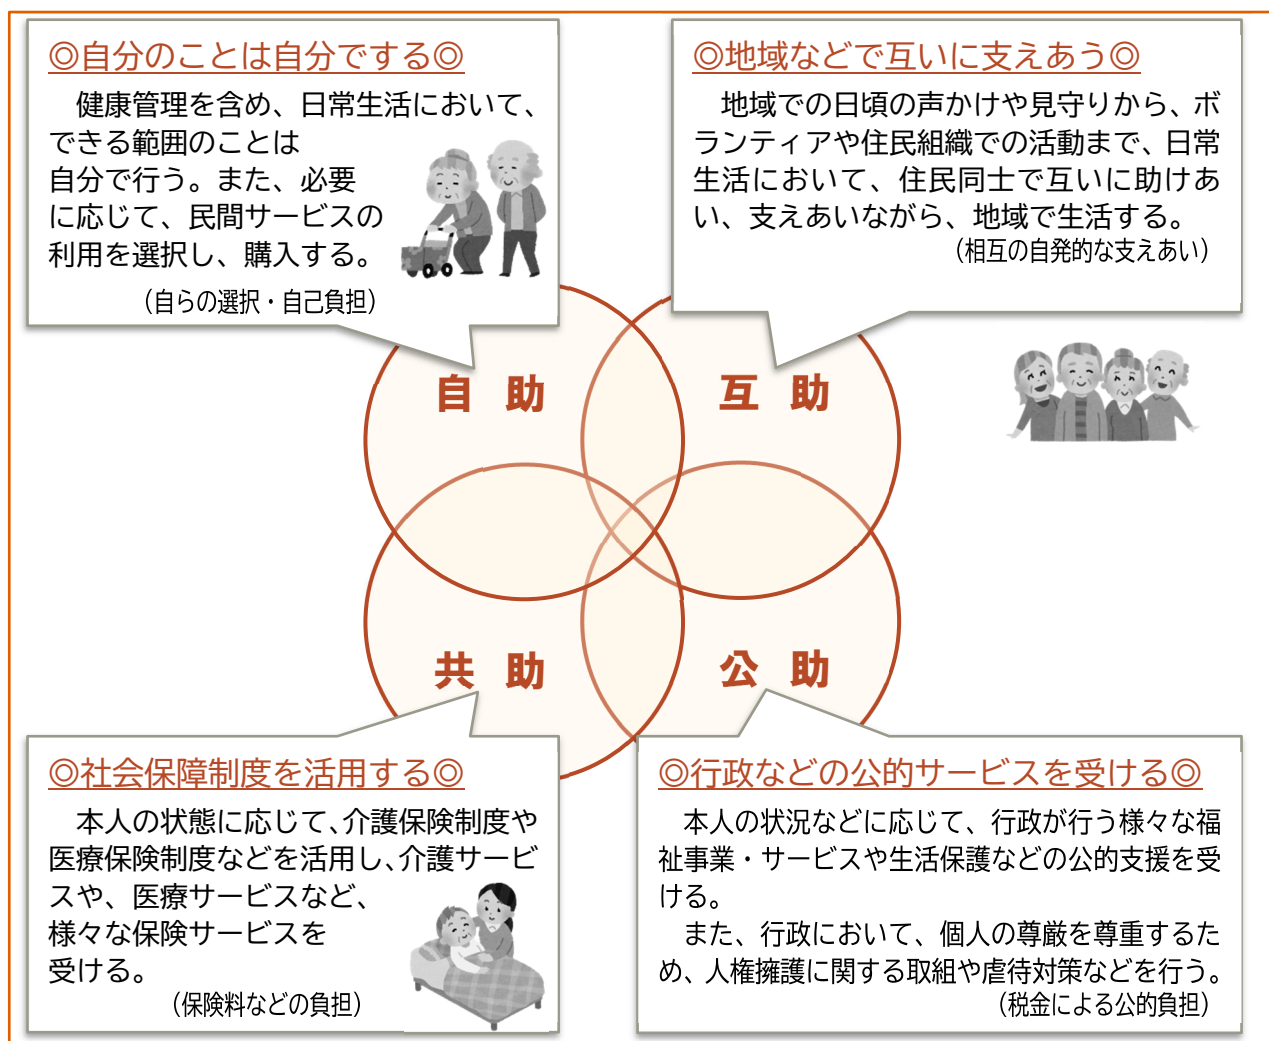 ◎自分のことは自分でする◎
健康管理を含め、日常生活において、
できる範囲のことは
自分で行う。また、必要
に応じて、民間サービスの
利用を選択し、購入する。
（自らの選択・自己負担）
◎地域などで互いに支えあう◎
地域での日頃の声かけや見守りから、ボ
ランティアや住民組織での活動まで、日常
生活において、住民同士で互いに助けあ
い、支えあいながら、地域で生活する。
（相互の自発的な支えあい）
自 助
互 助
共 助
公 助
◎社会保障制度を活用する◎
本人の状態に応じて、介護保険制度や
医療保険制度などを活用し、介護サービ
スや、医療サービスなど、
様々な保険サービスを
受ける。
（保険料などの負担）
◎行政などの公的サービスを受ける◎
本人の状況などに応じて、行政が行う様々な福
祉事業・サービスや生活保護などの公的支援を受
ける。
また、行政において、個人の尊厳を尊重するた
め、人権擁護に関する取組や虐待対策などを行う。
（税金による公的負担）